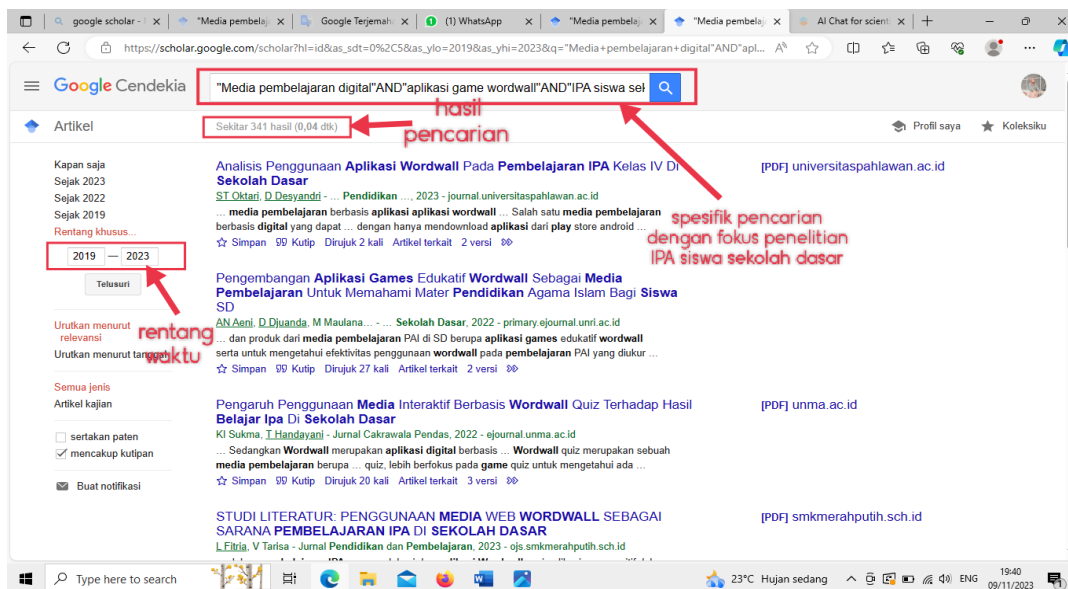 google scholar -
"Media pembelaj
Google Terjemah
(1) WhatsApp
"Media pembelaj
"Media pembelaj
AI Chat for scient
https://scholar.google.com/scholar?hl=id&as_sdt=0%2C5&as_ylo=2019&as_yhi=2023&q="Media+pembelajaran+digital"AND"apl...
Google Cendekia
"Media pembelajaran digital"AND"aplikasi game wordwall"AND"IPA siswa sel
hasil
pencarian
Artikel
Sekitar 341 hasil (0,04 dtk)
Profil saya
Koleksiku
Kapan saja
Sejak 2023
Sejak 2022
Sejak 2019
Rentang khusus...
2019 — 2023
Telusuri
rentang
waktu
Urutkan menurut
relevansi
Urutkan menurut tanggal
Semua jenis
Artikel kajian
sertakan paten
mencakup kutipan
Buat notifikasi
Analisis Penggunaan Aplikasi Wordwall Pada Pembelajaran IPA Kelas IV Di
Sekolah Dasar
ST Oktari, D Desyandri - ... Pendidikan ..., 2023 - journal.universitaspahlawan.ac.id
... media pembelajaran berbasis aplikasi aplikasi wordwall ... Salah satu media pembelajaran
berbasis digital yang dapat ... dengan hanya mendownload aplikasi dari play store android ...
Simpan Kutip Dirujuk 2 kali Artikel terkait 2 versi
[PDF] universitaspahlawan.ac.id
spesifik pencarian
dengan fokus penelitian
IPA siswa sekolah dasar
Pengembangan Aplikasi Games Edukatif Wordwall Sebagai Media
Pembelajaran Untuk Memahami Mater Pendidikan Agama Islam Bagi Siswa
SD
AN Aeni, D Djuanda, M Maulana... - ... Sekolah Dasar, 2022 - primary.ejournal.unri.ac.id
... dan produk dari media pembelajaran PAI di SD berupa aplikasi games edukatif wordwall
serta untuk mengetahui efektivitas penggunaan wordwall pada pembelajaran PAI yang diukur ...
Simpan Kutip Dirujuk 27 kali Artikel terkait 2 versi
Pengaruh Penggunaan Media Interaktif Berbasis Wordwall Quiz Terhadap Hasil
Belajar Ipa Di Sekolah Dasar
KI Sukma, T Handayani - Jurnal Cakrawala Pendas, 2022 - ejournal.unma.ac.id
... Sedangkan Wordwall merupakan aplikasi digital berbasis ... Wordwall quiz merupakan sebuah
media pembelajaran berupa ... quiz, lebih berfokus pada game quiz untuk mengetahui ada ...
Simpan Kutip Dirujuk 20 kali Artikel terkait 3 versi
[PDF] unma.ac.id
STUDI LITERATUR: PENGGUNAAN MEDIA WEB WORDWALL SEBAGAI
SARANA PEMBELAJARAN IPA DI SEKOLAH DASAR
L Fitria, V Tarisa - Jurnal Pendidikan dan Pembelajaran, 2023 - ojs.smkmerahputih.sch.id
[PDF] smkmerahputih.sch.id
Type here to search
23°C Hujan sedang
ENG
19:40
09/11/2023